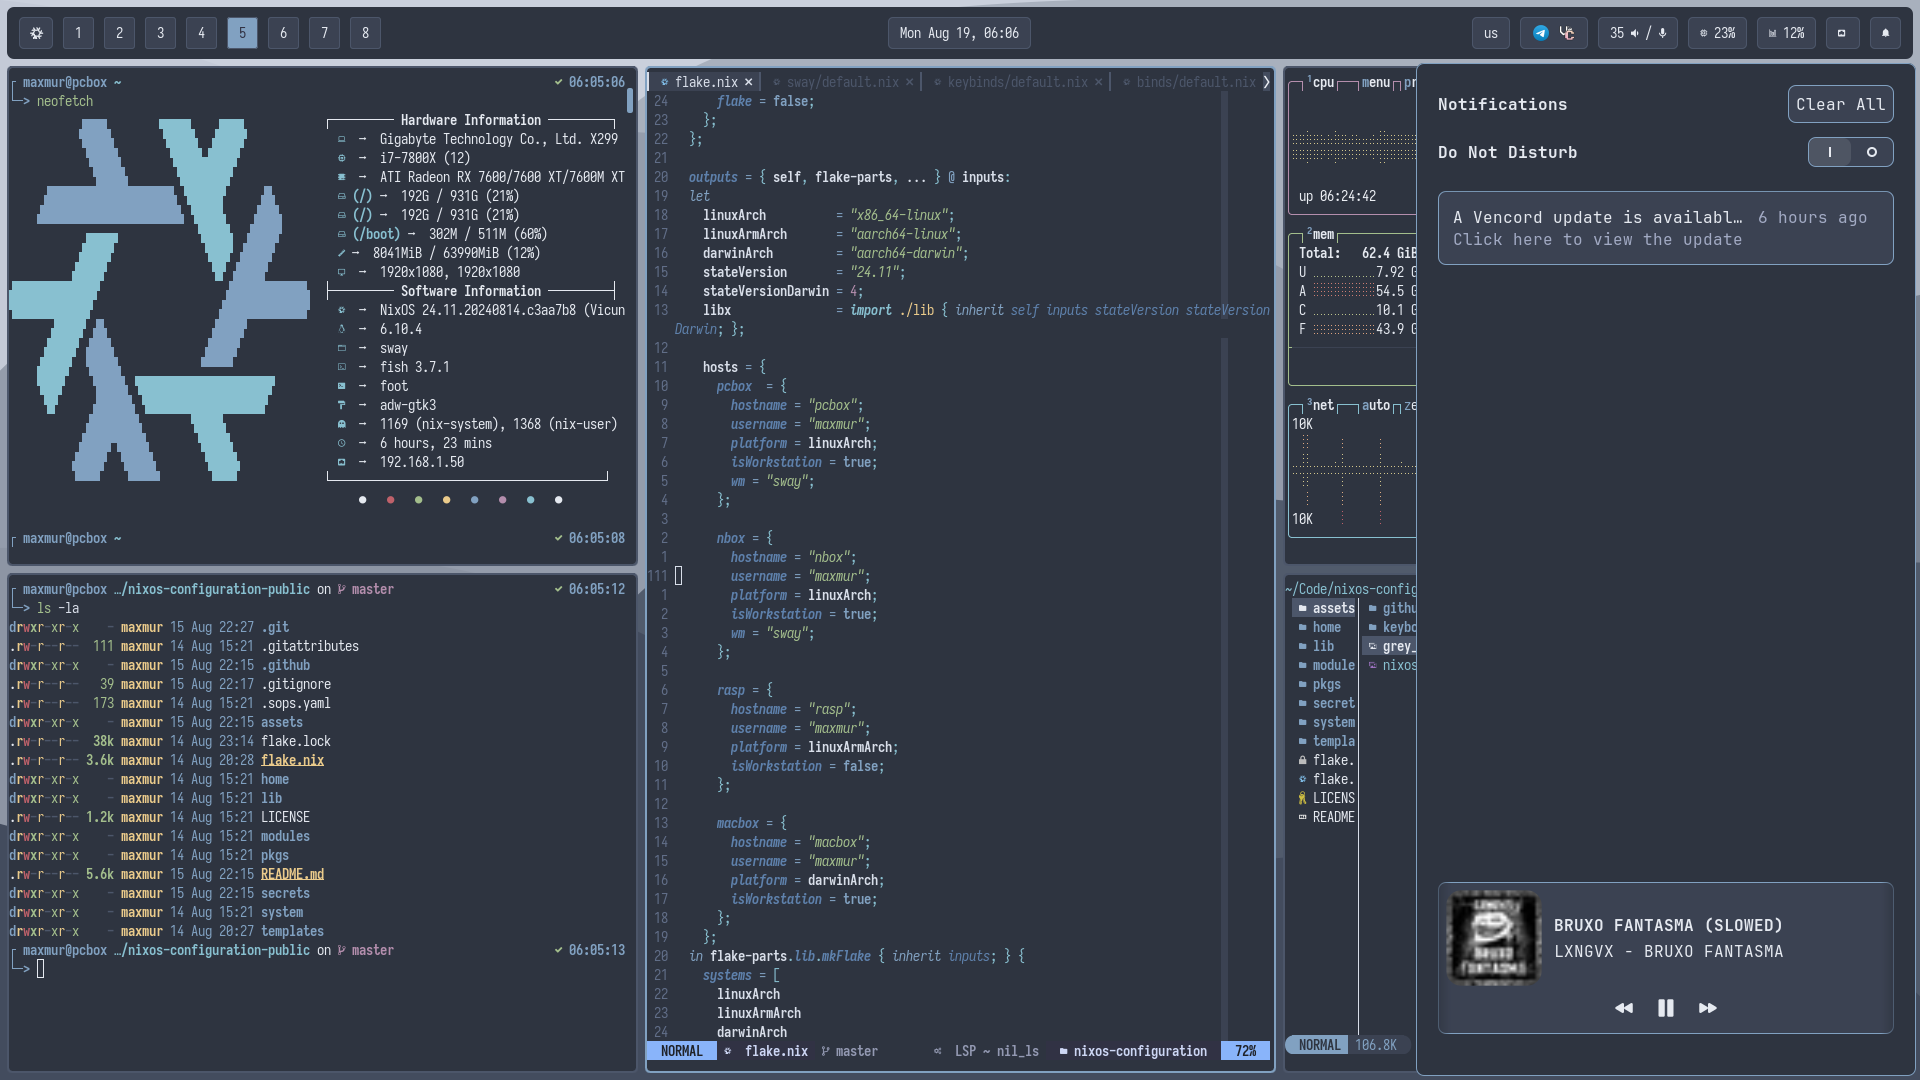 1 2 3 4 5 6 7 8
Mon Aug 19, 06:06
us
35 /
23%
12%
maxmur@pcbox ~ ✓ 06:05:06
└─> neofetch
Hardware Information
→ Gigabyte Technology Co., Ltd. X299
→ i7-7800X (12)
→ ATI Radeon RX 7600/7600 XT/7600M XT
(/) → 192G / 931G (21%)
(/) → 192G / 931G (21%)
(/boot) → 302M / 511M (60%)
→ 8041MiB / 63990MiB (12%)
→ 1920x1080, 1920x1080
Software Information
→ NixOS 24.11.20240814.c3aa7b8 (Vicun
→ 6.10.4
→ sway
→ fish 3.7.1
→ foot
→ adw-gtk3
→ 1169 (nix-system), 1368 (nix-user)
→ 6 hours, 23 mins
→ 192.168.1.50
maxmur@pcbox ~ ✓ 06:05:08
maxmur@pcbox …/nixos-configuration-public on master ✓ 06:05:12
└─> ls -la
drwxr-xr-x - maxmur 15 Aug 22:27 .git
.rw-r--r-- 111 maxmur 14 Aug 15:21 .gitattributes
drwxr-xr-x - maxmur 15 Aug 22:15 .github
.rw-r--r-- 39 maxmur 15 Aug 22:17 .gitignore
.rw-r--r-- 173 maxmur 14 Aug 15:21 .sops.yaml
drwxr-xr-x - maxmur 15 Aug 22:15 assets
.rw-r--r-- 38k maxmur 14 Aug 23:14 flake.lock
.rw-r--r-- 3.6k maxmur 14 Aug 20:28 flake.nix
drwxr-xr-x - maxmur 14 Aug 15:21 home
drwxr-xr-x - maxmur 14 Aug 15:21 lib
.rw-r--r-- 1.2k maxmur 14 Aug 15:21 LICENSE
drwxr-xr-x - maxmur 14 Aug 15:21 modules
drwxr-xr-x - maxmur 14 Aug 15:21 pkgs
.rw-r--r-- 5.6k maxmur 15 Aug 22:15 README.md
drwxr-xr-x - maxmur 15 Aug 22:15 secrets
drwxr-xr-x - maxmur 14 Aug 15:21 system
drwxr-xr-x - maxmur 14 Aug 20:27 templates
maxmur@pcbox …/nixos-configuration-public on master ✓ 06:05:13
└─>
flake.nix × sway/default.nix × keybinds/default.nix × binds/default.nix
24 flake = false;
23 };
22 };
21
20 outputs = { self, flake-parts, ... } @ inputs:
19 let
18 linuxArch = "x86_64-linux";
17 linuxArmArch = "aarch64-linux";
16 darwinArch = "aarch64-darwin";
15 stateVersion = "24.11";
14 stateVersionDarwin = 4;
13 libx = import ./lib { inherit self inputs stateVersion stateVersion
Darwin; };
12
11 hosts = {
10 pcbox = {
9 hostname = "pcbox";
8 username = "maxmur";
7 platform = linuxArch;
6 isWorkstation = true;
5 wm = "sway";
4 };
3
2 nbox = {
1 hostname = "nbox";
111 username = "maxmur";
1 platform = linuxArch;
2 isWorkstation = true;
3 wm = "sway";
4 };
5
6 rasp = {
7 hostname = "rasp";
8 username = "maxmur";
9 platform = linuxArmArch;
10 isWorkstation = false;
11 };
12
13 macbox = {
14 hostname = "macbox";
15 username = "maxmur";
16 platform = darwinArch;
17 isWorkstation = true;
18 };
19 };
20 in flake-parts.lib.mkFlake { inherit inputs; } {
21 systems = [
22 linuxArch
23 linuxArmArch
24 darwinArch
NORMAL flake.nix master LSP ~ nil_ls nixos-configuration 72%
1cpu menu pr
up 06:24:42
2mem
Total: 62.4 GiB
U 7.92 G
A 54.5 G
C 10.1 G
F 43.9 G
3net auto ze
10K
10K
~/Code/nixos-config
assets githu
home keybo
lib grey_
module nixos
pkgs
secret
system
templa
flake.
flake.
LICENS
README
NORMAL 106.8K
Notifications Clear All
Do Not Disturb
A Vencord update is availabl… 6 hours ago
Click here to view the update
BRUXO FANTASMA
BRUXO FANTASMA (SLOWED)
LXNGVX - BRUXO FANTASMA